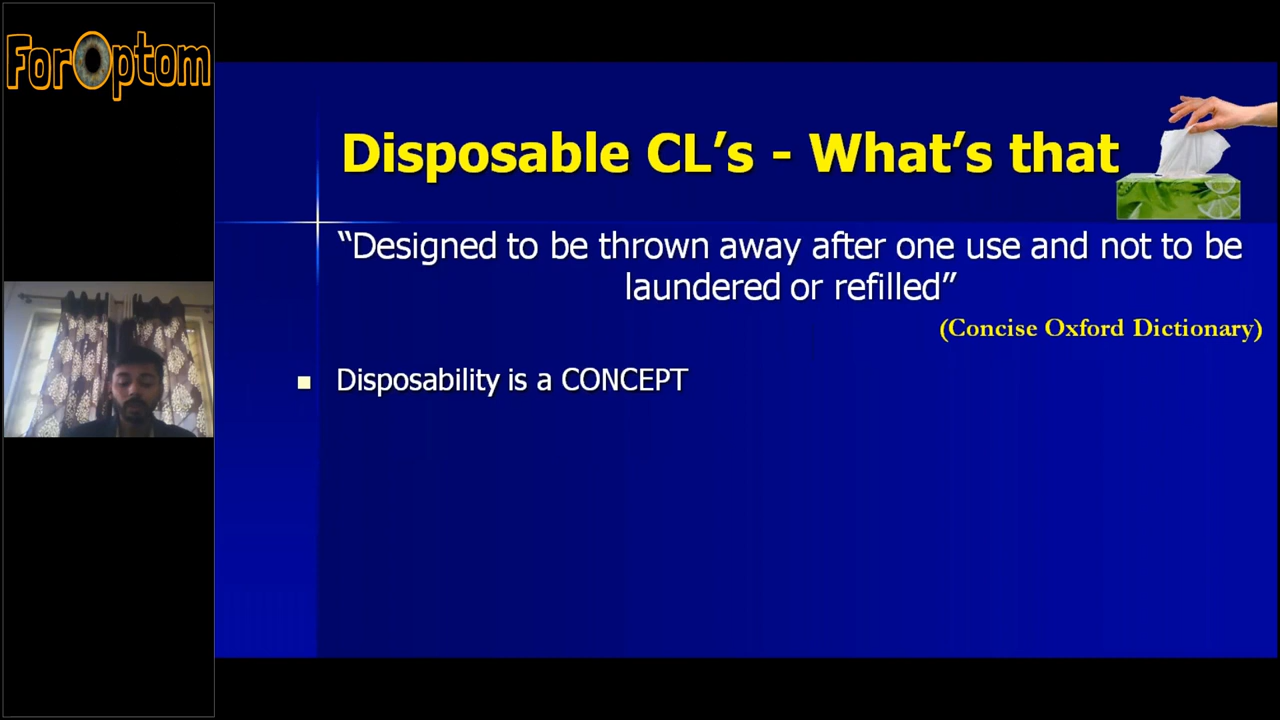 ForOptom
Disposable CL’s - What’s that
“Designed to be thrown away after one use and not to be
laundered or refilled”
(Concise Oxford Dictionary)
Disposability is a CONCEPT